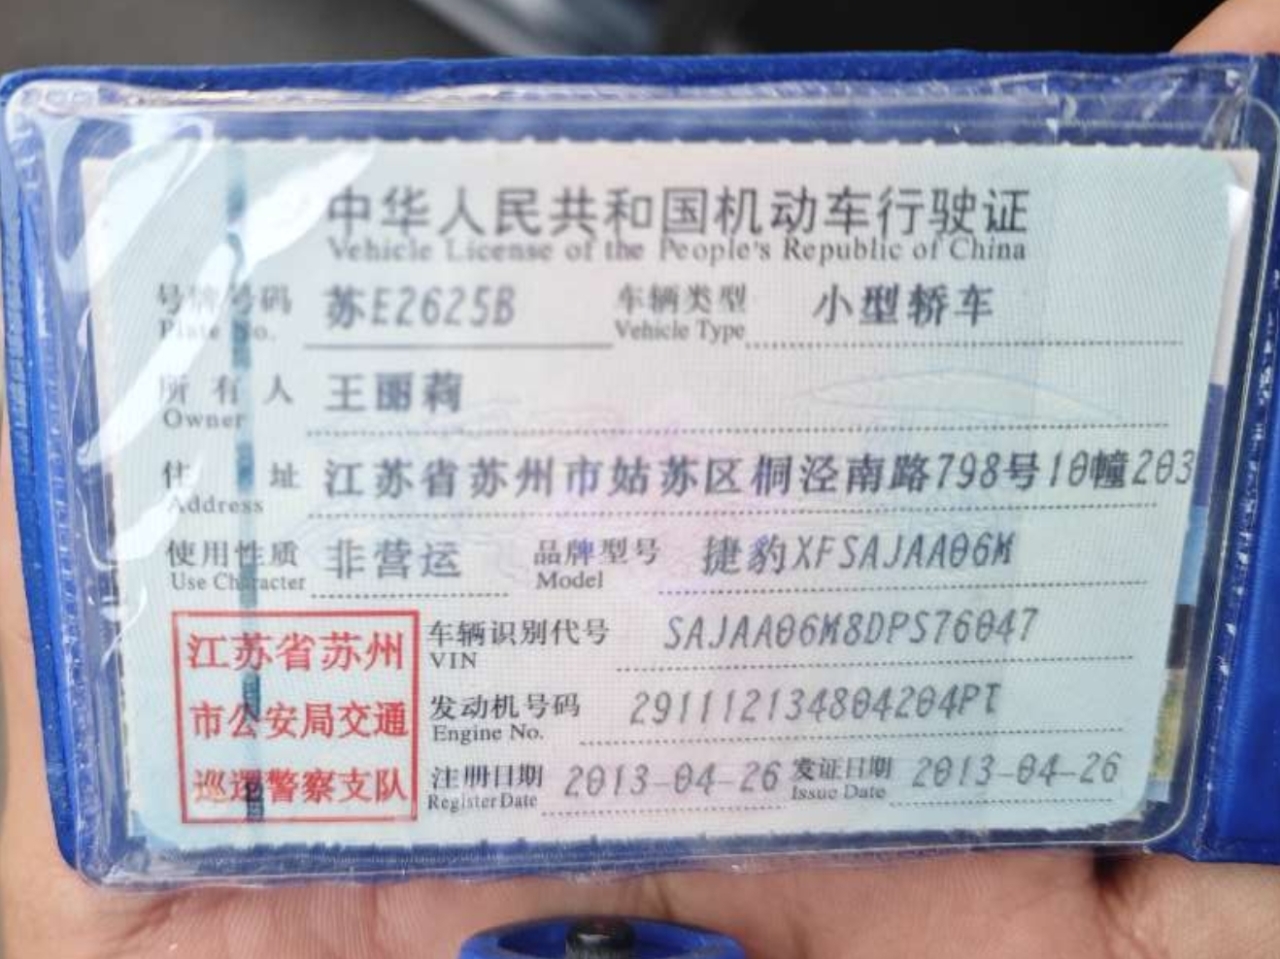 中华人民共和国机动车行驶证
Vehicle License of the People's Republic of China
号牌号码 苏E2625B 车辆类型 小型轿车
Plate No. Vehicle Type
所有人 王丽莉
Owner
住址 江苏省苏州市姑苏区桐泾南路798号10幢203
Address
使用性质 非营运 品牌型号 捷豹XFSAJAA06M
Use Character Model
江苏省苏州
市公安局交通
巡逻警察支队
车辆识别代号 SAJAA06M8DPS76047
VIN
发动机号码 291112134804204PT
Engine No.
注册日期 2013-04-26 发证日期 2013-04-26
Register Date Issue Date